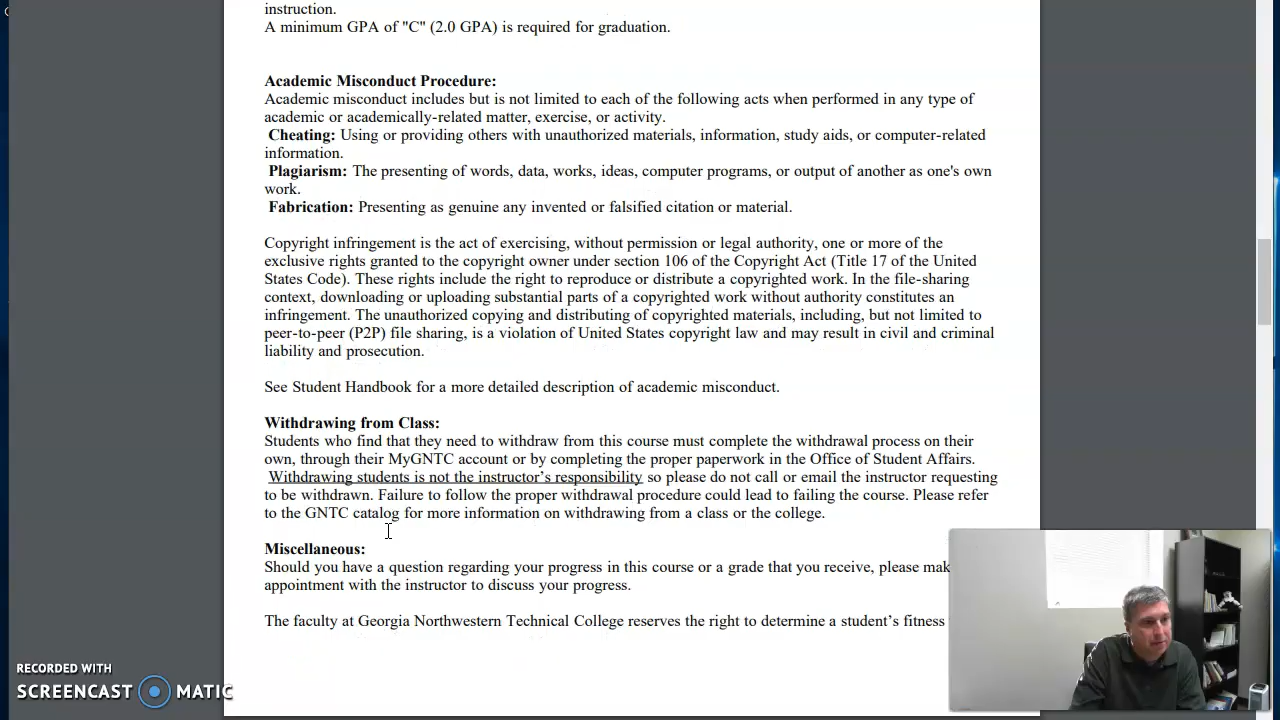 instruction.
A minimum GPA of "C" (2.0 GPA) is required for graduation.
Academic Misconduct Procedure:
Academic misconduct includes but is not limited to each of the following acts when performed in any type of
academic or academically-related matter, exercise, or activity.
Cheating: Using or providing others with unauthorized materials, information, study aids, or computer-related
information.
Plagiarism: The presenting of words, data, works, ideas, computer programs, or output of another as one's own
work.
Fabrication: Presenting as genuine any invented or falsified citation or material.
Copyright infringement is the act of exercising, without permission or legal authority, one or more of the
exclusive rights granted to the copyright owner under section 106 of the Copyright Act (Title 17 of the United
States Code). These rights include the right to reproduce or distribute a copyrighted work. In the file-sharing
context, downloading or uploading substantial parts of a copyrighted work without authority constitutes an
infringement. The unauthorized copying and distributing of copyrighted materials, including, but not limited to
peer-to-peer (P2P) file sharing, is a violation of United States copyright law and may result in civil and criminal
liability and prosecution.
See Student Handbook for a more detailed description of academic misconduct.
Withdrawing from Class:
Students who find that they need to withdraw from this course must complete the withdrawal process on their
own, through their MyGNTC account or by completing the proper paperwork in the Office of Student Affairs.
Withdrawing students is not the instructor's responsibility so please do not call or email the instructor requesting
to be withdrawn. Failure to follow the proper withdrawal procedure could lead to failing the course. Please refer
to the GNTC catalog for more information on withdrawing from a class or the college.
Miscellaneous:
Should you have a question regarding your progress in this course or a grade that you receive, please mak
appointment with the instructor to discuss your progress.
The faculty at Georgia Northwestern Technical College reserves the right to determine a student's fitness
RECORDED WITH
SCREENCAST MATIC